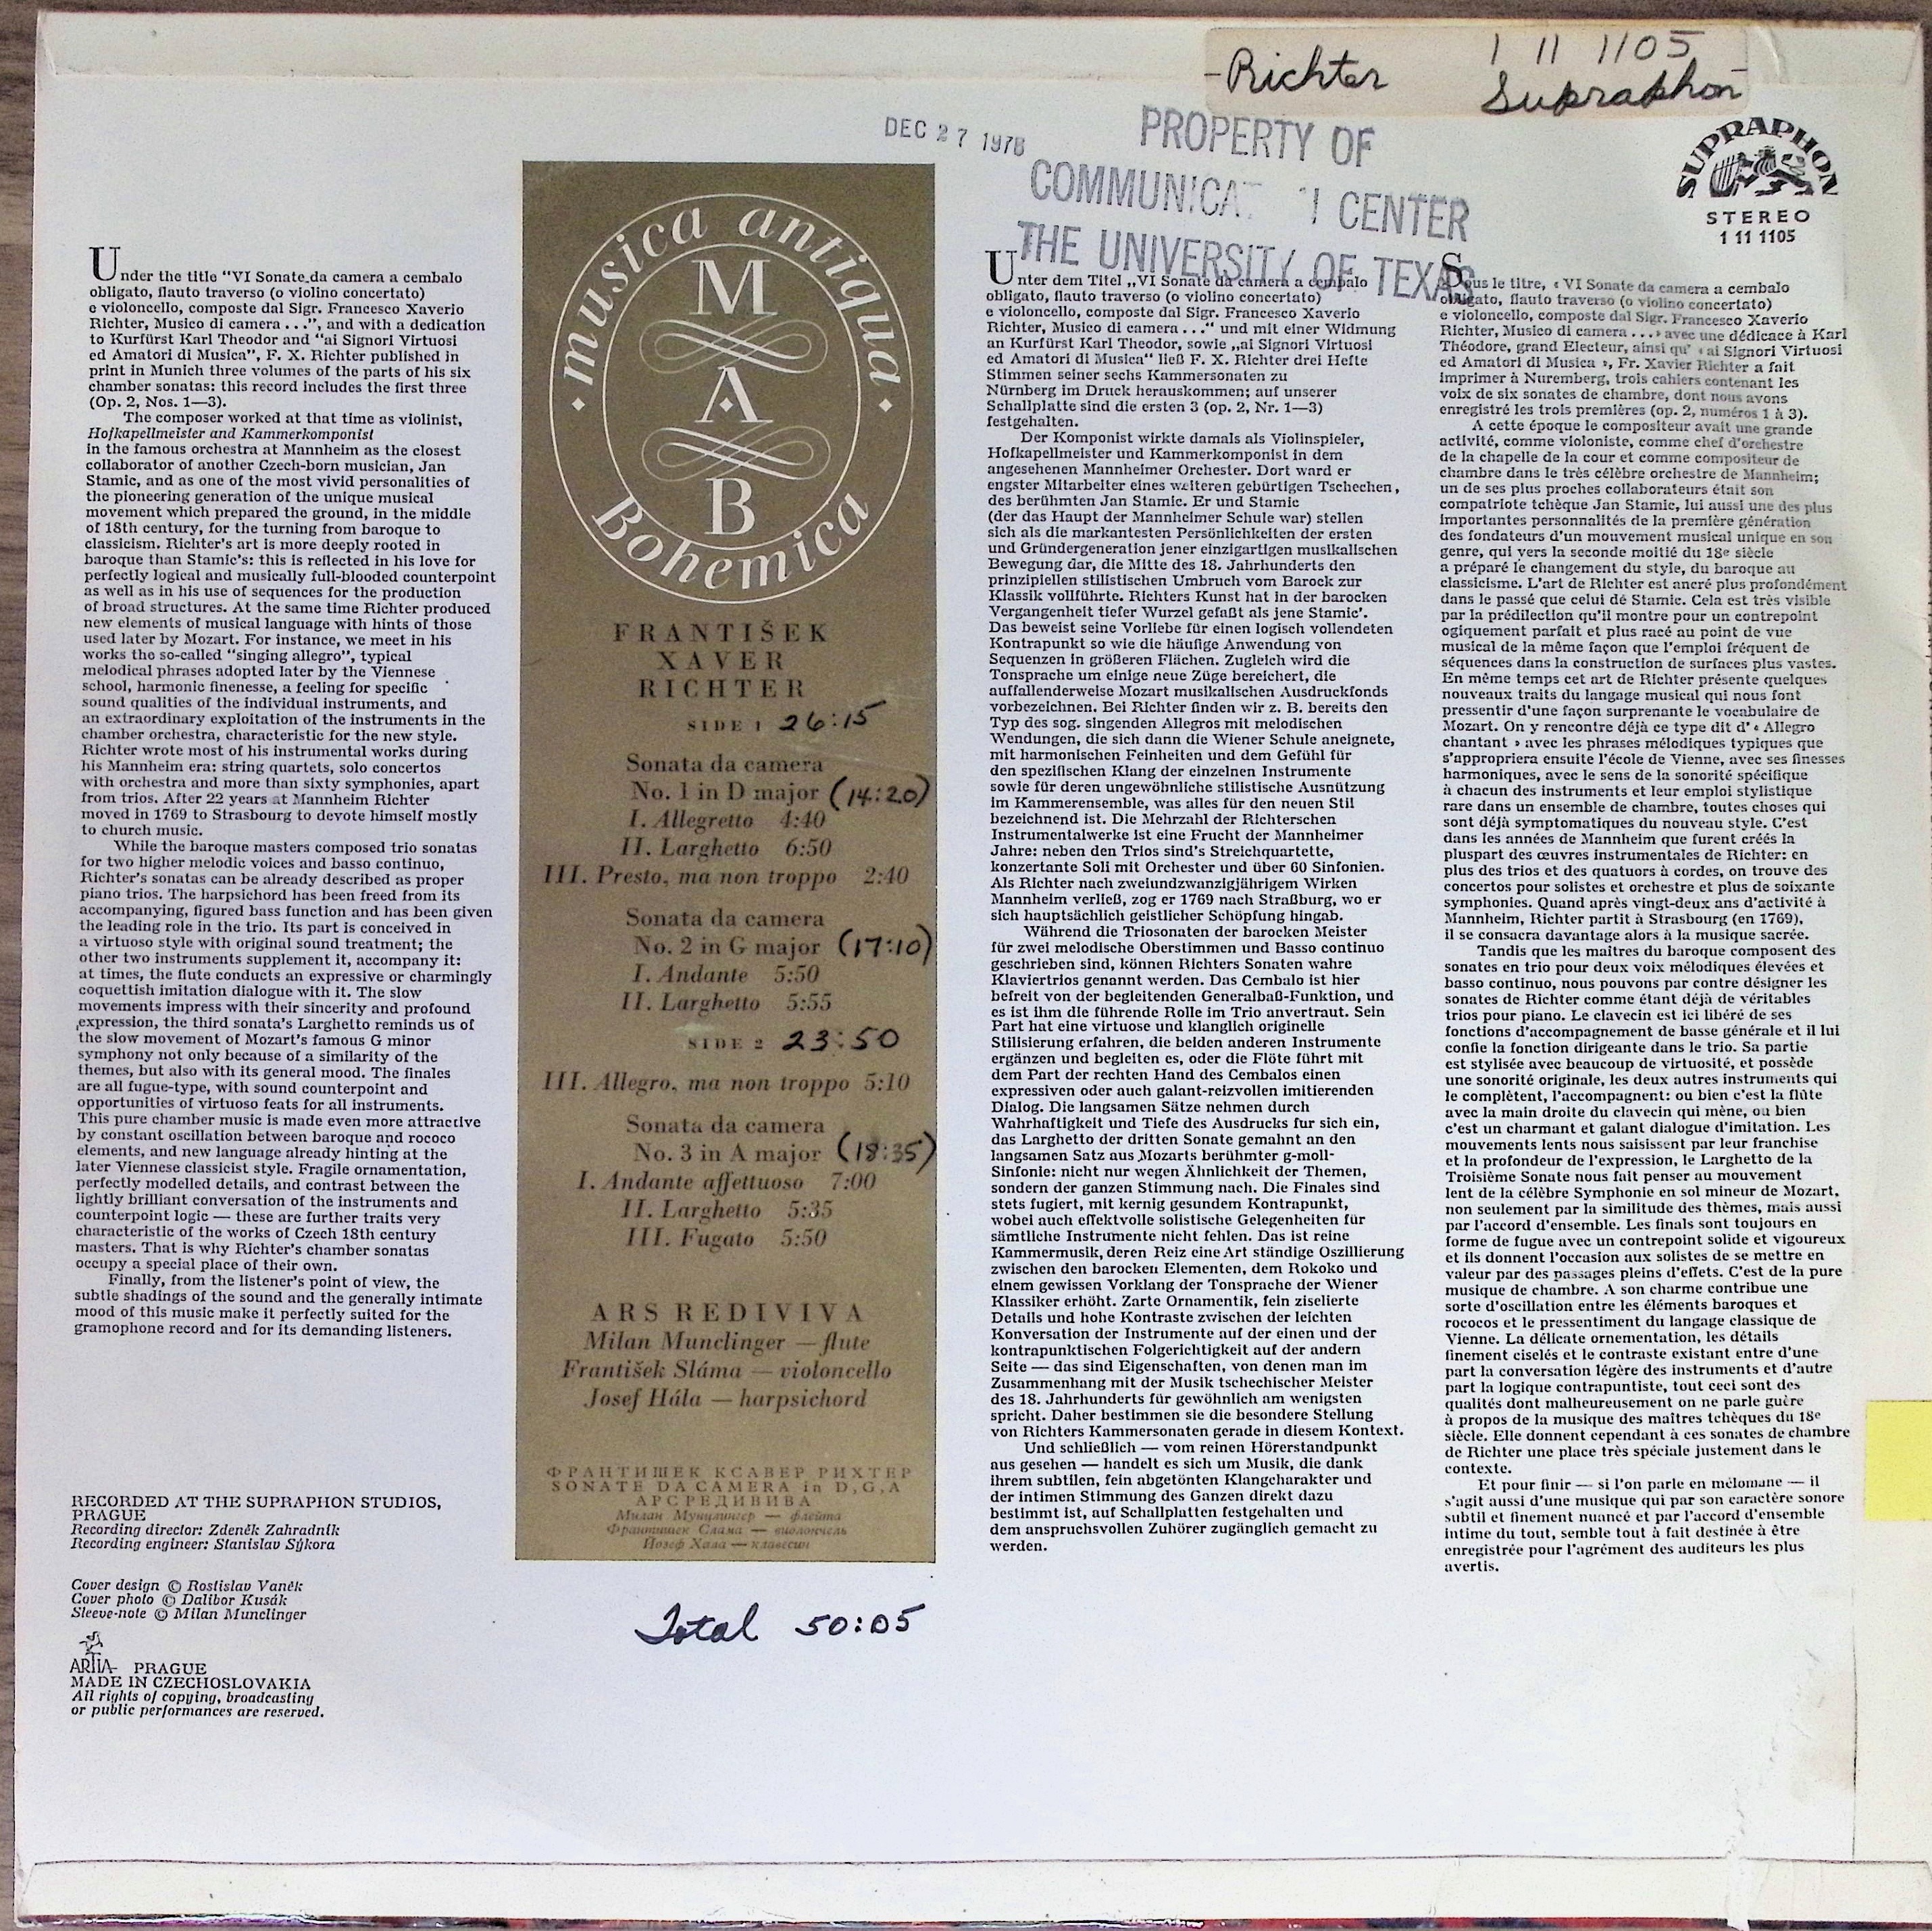 -Richter
1 11 1105
Supraphon
DEC 27 1978
PROPERTY OF
COMMUNICA I CENTER
THE UNIVERSITY OF TEXAS
SUPRAPHON
STEREO
1 11 1105
Under the title “VI Sonate da camera a cembalo
obligato, flauto traverso (o violino concertato)
e violoncello, composte dal Sigr. Francesco Xaverio
Richter, Musico di camera . . .”, and with a dedication
to Kurfürst Karl Theodor and “ai Signori Virtuosi
ed Amatori di Musica”, F. X. Richter published in
print in Munich three volumes of the parts of his six
chamber sonatas: this record includes the first three
(Op. 2, Nos. 1—3).
The composer worked at that time as violinist,
Hofkapellmeister and Kammerkomponist
in the famous orchestra at Mannheim as the closest
collaborator of another Czech-born musician, Jan
Stamic, and as one of the most vivid personalities of
the pioneering generation of the unique musical
movement which prepared the ground, in the middle
of 18th century, for the turning from baroque to
classicism. Richter's art is more deeply rooted in
baroque than Stamic's: this is reflected in his love for
perfectly logical and musically full-blooded counterpoint
as well as in his use of sequences for the production
of broad structures. At the same time Richter produced
new elements of musical language with hints of those
used later by Mozart. For instance, we meet in his
works the so-called “singing allegro”, typical
melodical phrases adopted later by the Viennese
school, harmonic finenesse, a feeling for specific
sound qualities of the individual instruments, and
an extraordinary exploitation of the instruments in the
chamber orchestra, characteristic for the new style.
Richter wrote most of his instrumental works during
his Mannheim era: string quartets, solo concertos
with orchestra and more than sixty symphonies, apart
from trios. After 22 years at Mannheim Richter
moved in 1769 to Strasbourg to devote himself mostly
to church music.
While the baroque masters composed trio sonatas
for two higher melodic voices and basso continuo,
Richter's sonatas can be already described as proper
piano trios. The harpsichord has been freed from its
accompanying, figured bass function and has been given
the leading role in the trio. Its part is conceived in
a virtuoso style with original sound treatment; the
other two instruments supplement it, accompany it:
at times, the flute conducts an expressive or charmingly
coquettish imitation dialogue with it. The slow
movements impress with their sincerity and profound
expression, the third sonata's Larghetto reminds us of
the slow movement of Mozart's famous G minor
symphony not only because of a similarity of the
themes, but also with its general mood. The finales
are all fugue-type, with sound counterpoint and
opportunities of virtuoso feats for all instruments.
This pure chamber music is made even more attractive
by constant oscillation between baroque and rococo
elements, and new language already hinting at the
later Viennese classicist style. Fragile ornamentation,
perfectly modelled details, and contrast between the
lightly brilliant conversation of the instruments and
counterpoint logic — these are further traits very
characteristic of the works of Czech 18th century
masters. That is why Richter's chamber sonatas
occupy a special place of their own.
Finally, from the listener's point of view, the
subtle shadings of the sound and the generally intimate
mood of this music make it perfectly suited for the
gramophone record and for its demanding listeners.
RECORDED AT THE SUPRAPHON STUDIOS,
PRAGUE
Recording director: Zdeněk Zahradník
Recording engineer: Stanislav Sýkora
Cover design © Rostislav Vaněk
Cover photo © Dalibor Kusák
Sleeve-note © Milan Munclinger
ARTIA PRAGUE
MADE IN CZECHOSLOVAKIA
All rights of copying, broadcasting
or public performances are reserved.
musica antiqua
M
A
B
Bohemica
FRANTIŠEK
XAVER
RICHTER
SIDE 1 26:15
Sonata da camera
No. 1 in D major (14:20)
I. Allegretto 4:40
II. Larghetto 6:50
III. Presto, ma non troppo 2:40
Sonata da camera
No. 2 in G major (17:10)
I. Andante 5:50
II. Larghetto 5:55
SIDE 2 23:50
III. Allegro, ma non troppo 5:10
Sonata da camera
No. 3 in A major (18:35)
I. Andante affettuoso 7:00
II. Larghetto 5:35
III. Fugato 5:50
ARS REDIVIVA
Milan Munclinger — flute
František Sláma — violoncello
Josef Hála — harpsichord
ФРАНТИШЕК КСАВЕР РИХТЕР
SONATE DA CAMERA in D, G, A
АРС РЕДИВИВА
Милан Мунцлингер — флейта
Франтишек Слама — виолончель
Йозеф Хала — клавесин
Total 50:05
Unter dem Titel „VI Sonate da camera a cembalo
obligato, flauto traverso (o violino concertato)
e violoncello, composte dal Sigr. Francesco Xaverio
Richter, Musico di camera . . .“ und mit einer Widmung
an Kurfürst Karl Theodor, sowie „ai Signori Virtuosi
ed Amatori di Musica“ ließ F. X. Richter drei Hefte
Stimmen seiner sechs Kammersonaten zu
Nürnberg im Druck herauskommen; auf unserer
Schallplatte sind die ersten 3 (op. 2, Nr. 1—3)
festgehalten.
Der Komponist wirkte damals als Violinspieler,
Hofkapellmeister und Kammerkomponist in dem
angesehenen Mannheimer Orchester. Dort ward er
engster Mitarbeiter eines weiteren gebürtigen Tschechen,
des berühmten Jan Stamic. Er und Stamic
(der das Haupt der Mannheimer Schule war) stellen
sich als die markantesten Persönlichkeiten der ersten
und Gründergeneration jener einzigartigen musikalischen
Bewegung dar, die Mitte des 18. Jahrhunderts den
prinzipiellen stilistischen Umbruch vom Barock zur
Klassik vollführte. Richters Kunst hat in der barocken
Vergangenheit tiefer Wurzel gefaßt als jene Stamic'.
Das beweist seine Vorliebe für einen logisch vollendeten
Kontrapunkt so wie die häufige Anwendung von
Sequenzen in größeren Flächen. Zugleich wird die
Tonsprache um einige neue Züge bereichert, die
auffallenderweise Mozart musikalischen Ausdruckfonds
vorbezeichnen. Bei Richter finden wir z. B. bereits den
Typ des sog. singenden Allegros mit melodischen
Wendungen, die sich dann die Wiener Schule aneignete,
mit harmonischen Feinheiten und dem Gefühl für
den spezifischen Klang der einzelnen Instrumente
sowie für deren ungewöhnliche stilistische Ausnützung
im Kammerensemble, was alles für den neuen Stil
bezeichnend ist. Die Mehrzahl der Richterschen
Instrumentalwerke ist eine Frucht der Mannheimer
Jahre: neben den Trios sind's Streichquartette,
konzertante Soli mit Orchester und über 60 Sinfonien.
Als Richter nach zweiundzwanzigjährigem Wirken
Mannheim verließ, zog er 1769 nach Straßburg, wo er
sich hauptsächlich geistlicher Schöpfung hingab.
Während die Triosonaten der barocken Meister
für zwei melodische Oberstimmen und Basso continuo
geschrieben sind, können Richters Sonaten wahre
Klaviertrios genannt werden. Das Cembalo ist hier
befreit von der begleitenden Generalbaß-Funktion, und
es ist ihm die führende Rolle im Trio anvertraut. Sein
Part hat eine virtuose und klanglich originelle
Stilisierung erfahren, die beiden anderen Instrumente
ergänzen und begleiten es, oder die Flöte führt mit
dem Part der rechten Hand des Cembalos einen
expressiven oder auch galant-reizvollen imitierenden
Dialog. Die langsamen Sätze nehmen durch
Wahrhaftigkeit und Tiefe des Ausdrucks fur sich ein,
das Larghetto der dritten Sonate gemahnt an den
langsamen Satz aus Mozarts berühmter g-moll-
Sinfonie: nicht nur wegen Ähnlichkeit der Themen,
sondern der ganzen Stimmung nach. Die Finales sind
stets fugiert, mit kernig gesundem Kontrapunkt,
wobei auch effektvolle solistische Gelegenheiten für
sämtliche Instrumente nicht fehlen. Das ist reine
Kammermusik, deren Reiz eine Art ständige Oszillierung
zwischen den barocken Elementen, dem Rokoko und
einem gewissen Vorklang der Tonsprache der Wiener
Klassiker erhöht. Zarte Ornamentik, fein ziselierte
Details und hohe Kontraste zwischen der leichten
Konversation der Instrumente auf der einen und der
kontrapunktischen Folgerichtigkeit auf der andern
Seite — das sind Eigenschaften, von denen man im
Zusammenhang mit der Musik tschechischer Meister
des 18. Jahrhunderts für gewöhnlich am wenigsten
spricht. Daher bestimmen sie die besondere Stellung
von Richters Kammersonaten gerade in diesem Kontext.
Und schließlich — vom reinen Hörerstandpunkt
aus gesehen — handelt es sich um Musik, die dank
ihrem subtilen, fein abgetönten Klangcharakter und
der intimen Stimmung des Ganzen direkt dazu
bestimmt ist, auf Schallplatten festgehalten und
dem anspruchsvollen Zuhörer zugänglich gemacht zu
werden.
Sous le titre, « VI Sonate da camera a cembalo
obligato, flauto traverso (o violino concertato)
e violoncello, composte dal Sigr. Francesco Xaverio
Richter, Musico di camera . . . » avec une dédicace à Karl
Théodore, grand Electeur, ainsi qu' « ai Signori Virtuosi
ed Amatori di Musica », Fr. Xavier Richter a fait
imprimer à Nuremberg, trois cahiers contenant les
voix de six sonates de chambre, dont nous avons
enregistré les trois premières (op. 2, numéros 1 à 3).
A cette époque le compositeur avait une grande
activité, comme violoniste, comme chef d'orchestre
de la chapelle de la cour et comme compositeur de
chambre dans le très célèbre orchestre de Mannheim;
un de ses plus proches collaborateurs était son
compatriote tchèque Jan Stamic, lui aussi une des plus
importantes personnalités de la première génération
des fondateurs d'un mouvement musical unique en son
genre, qui vers la seconde moitié du 18e siècle
a préparé le changement du style, du baroque au
classicisme. L'art de Richter est ancré plus profondément
dans le passé que celui dé Stamic. Cela est très visible
par la prédilection qu'il montre pour un contrepoint
ogiquement parfait et plus racé au point de vue
musical de la même façon que l'emploi fréquent de
séquences dans la construction de surfaces plus vastes.
En même temps cet art de Richter présente quelques
nouveaux traits du langage musical qui nous font
pressentir d'une façon surprenante le vocabulaire de
Mozart. On y rencontre déjà ce type dit d' « Allegro
chantant » avec les phrases mélodiques typiques que
s'appropriera ensuite l'école de Vienne, avec ses finesses
harmoniques, avec le sens de la sonorité spécifique
à chacun des instruments et leur emploi stylistique
rare dans un ensemble de chambre, toutes choses qui
sont déjà symptomatiques du nouveau style. C'est
dans les années de Mannheim que furent créés la
pluspart des œuvres instrumentales de Richter: en
plus des trios et des quatuors à cordes, on trouve des
concertos pour solistes et orchestre et plus de soixante
symphonies. Quand après vingt-deux ans d'activité à
Mannheim, Richter partit à Strasbourg (en 1769),
il se consacra davantage alors à la musique sacrée.
Tandis que les maîtres du baroque composent des
sonates en trio pour deux voix mélodiques élevées et
basso continuo, nous pouvons par contre désigner les
sonates de Richter comme étant déjà de véritables
trios pour piano. Le clavecin est ici libéré de ses
fonctions d'accompagnement de basse générale et il lui
confie la fonction dirigeante dans le trio. Sa partie
est stylisée avec beaucoup de virtuosité, et possède
une sonorité originale, les deux autres instruments qui
le complètent, l'accompagnent: ou bien c'est la flûte
avec la main droite du clavecin qui mène, ou bien
c'est un charmant et galant dialogue d'imitation. Les
mouvements lents nous saisissent par leur franchise
et la profondeur de l'expression, le Larghetto de la
Troisième Sonate nous fait penser au mouvement
lent de la célèbre Symphonie en sol mineur de Mozart,
non seulement par la similitude des thèmes, mais aussi
par l'accord d'ensemble. Les finals sont toujours en
forme de fugue avec un contrepoint solide et vigoureux
et ils donnent l'occasion aux solistes de se mettre en
valeur par des passages pleins d'effets. C'est de la pure
musique de chambre. A son charme contribue une
sorte d'oscillation entre les éléments baroques et
rococos et le pressentiment du langage classique de
Vienne. La délicate ornementation, les détails
finement ciselés et le contraste existant entre d'une
part la conversation légère des instruments et d'autre
part la logique contrapuntiste, tout ceci sont des
qualités dont malheureusement on ne parle guère
à propos de la musique des maîtres tchèques du 18e
siècle. Elle donnent cependant à ces sonates de chambre
de Richter une place très spéciale justement dans le
contexte.
Et pour finir — si l'on parle en mélomane — il
s'agit aussi d'une musique qui par son caractère sonore
subtil et finement nuancé et par l'accord d'ensemble
intime du tout, semble tout à fait destinée à être
enregistrée pour l'agrément des auditeurs les plus
avertis.